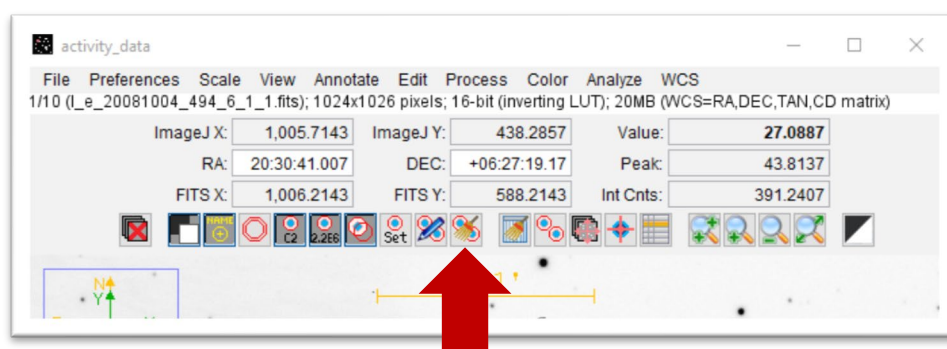 activity_data
File Preferences Scale View Annotate Edit Process Color Analyze WCS
1/10 (I_e_20081004_494_6_1_1.fits); 1024x1026 pixels; 16-bit (inverting LUT); 20MB (WCS=RA,DEC,TAN,CD matrix)
ImageJ X: 1,005.7143 ImageJ Y: 438.2857 Value: 27.0887
RA: 20:30:41.007 DEC: +06:27:19.17 Peak: 43.8137
FITS X: 1,006.2143 FITS Y: 588.2143 Int Cnts: 391.2407
NAME C2 2.2E6 Set
N
Y